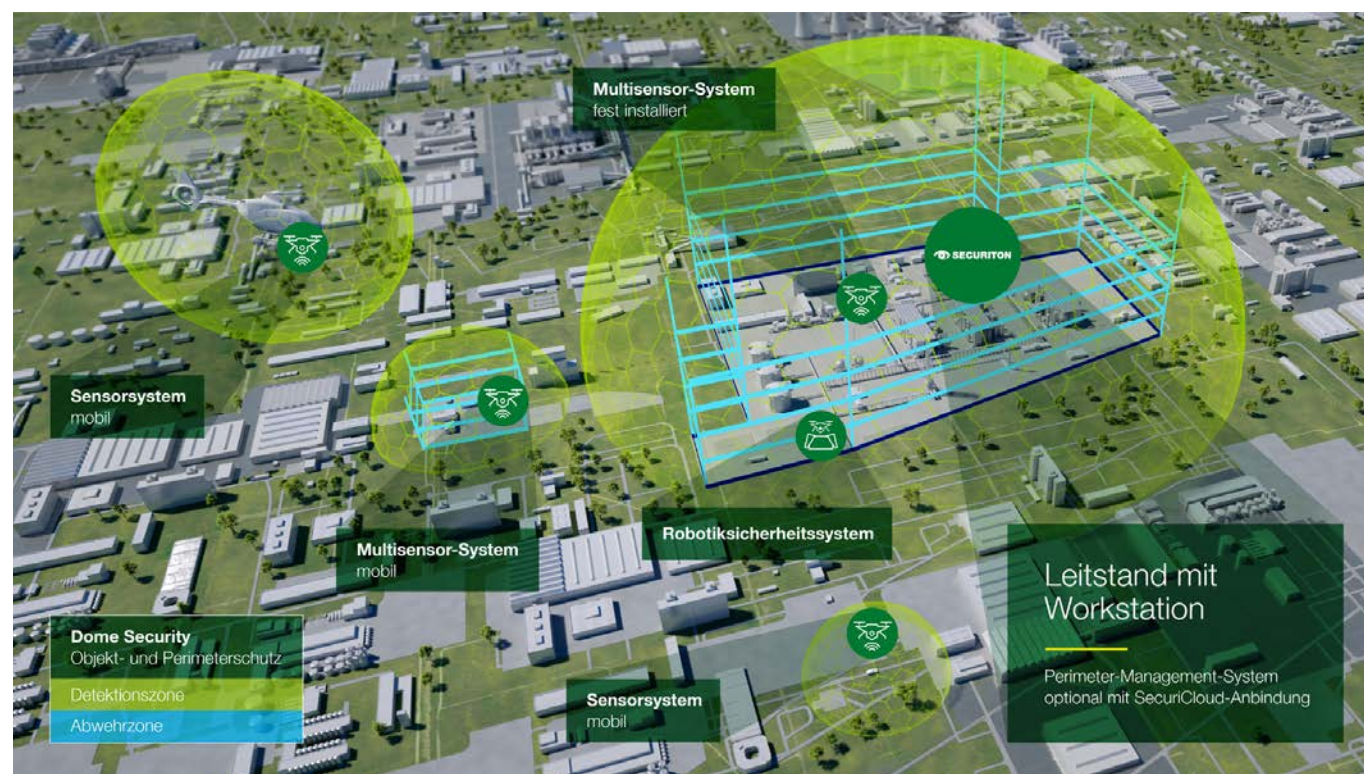 Multisensor-System
fest installiert
SECURITON
Sensorsystem
mobil
Multisensor-System
mobil
Robotiksicherheitssystem
Leitstand mit
Workstation
Perimeter-Management-System
optional mit SecuriCloud-Anbindung
Dome Security
Objekt- und Perimeterschutz
Detektionszone
Abwehrzone
Sensorsystem
mobil